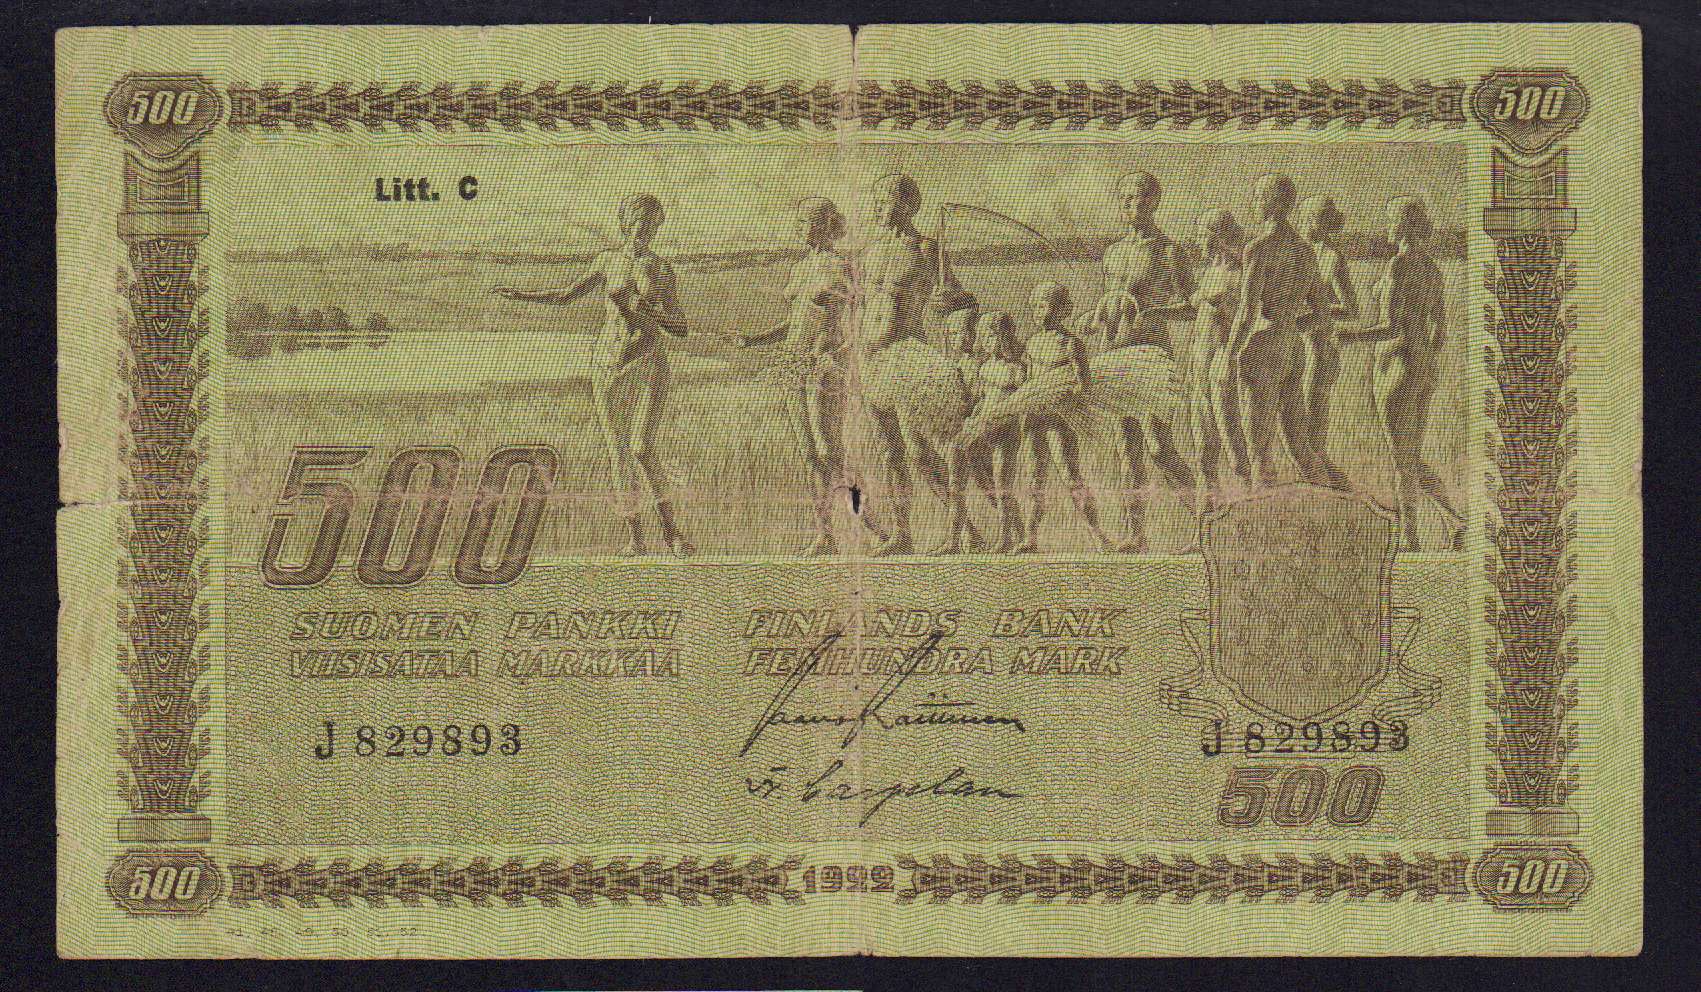 500
500
Litt. C
500
SUOMEN PANKKI
VIISISATAA MARKKAA
FINLANDS BANK
FEMHUNDRA MARK
J 829893
J 829893
500
500
1922
500